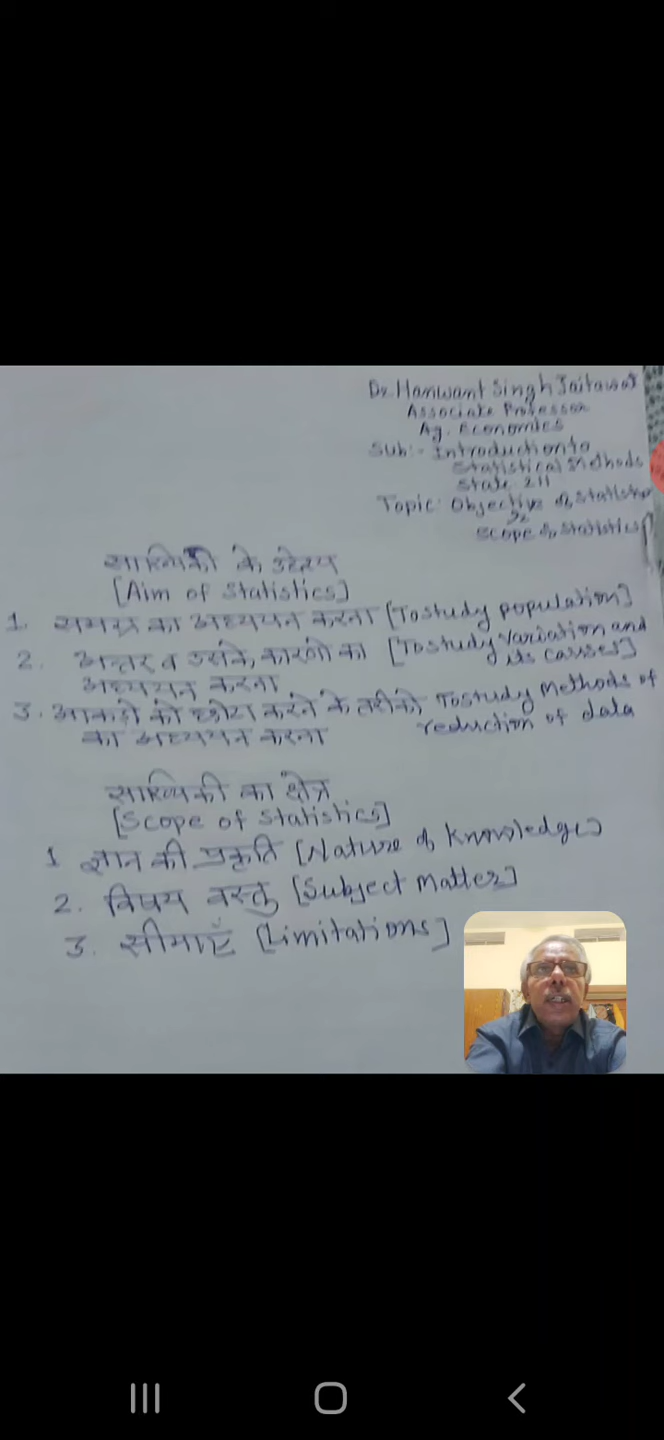 Dr. Hanwant Singh Jaitawat
Associate Professor
Ag. Economics
Sub:- Introduction to
Statistical Methods
State 211
Topic: Objective of Statistics
&
Scope of Statistics
सांख्यिकी के उद्देश्य
[Aim of Statistics]
1. समग्र का अध्ययन करना [To study population]
2. अन्तर व उसके कारणों का [To study variation and
अध्ययन करना its causes]
3. आकड़ो को छोटा करने के तरीको To study Methods of
का अध्ययन करना reduction of data
सांख्यिकी का क्षेत्र
[Scope of Statistics]
1 ज्ञान की प्रकृति [Nature of Knowledge]
2. विषय वस्तु [Subject Matter]
3. सीमाएँ [Limitations]